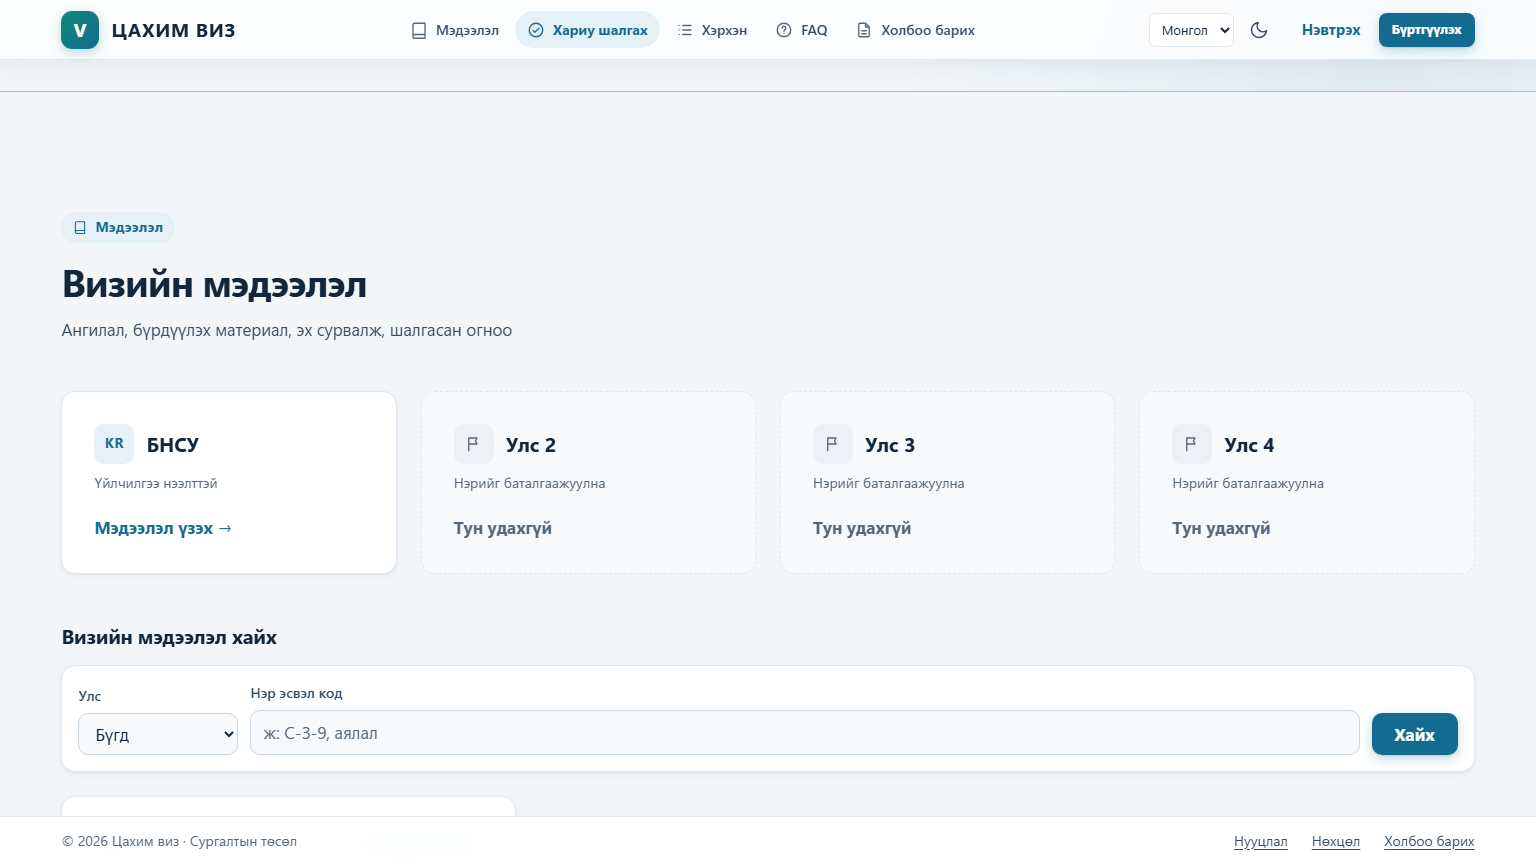 V ЦАХИМ ВИЗ Мэдээлэл Хариу шалгах Хэрхэн FAQ Холбоо барих Монгол Нэвтрэх Бүртгүүлэх
Мэдээлэл
Визийн мэдээлэл
Ангилал, бүрдүүлэх материал, эх сурвалж, шалгасан огноо
KR БНСУ
Үйлчилгээ нээлттэй
Мэдээлэл үзэх →
Улс 2
Нэрийг баталгаажуулна
Тун удахгүй
Улс 3
Нэрийг баталгаажуулна
Тун удахгүй
Улс 4
Нэрийг баталгаажуулна
Тун удахгүй
Визийн мэдээлэл хайх
Улс
Бүгд
Нэр эсвэл код
ж: C-3-9, аялал
Хайх
© 2026 Цахим виз · Сургалтын төсөл
Нууцлал Нөхцөл Холбоо барих